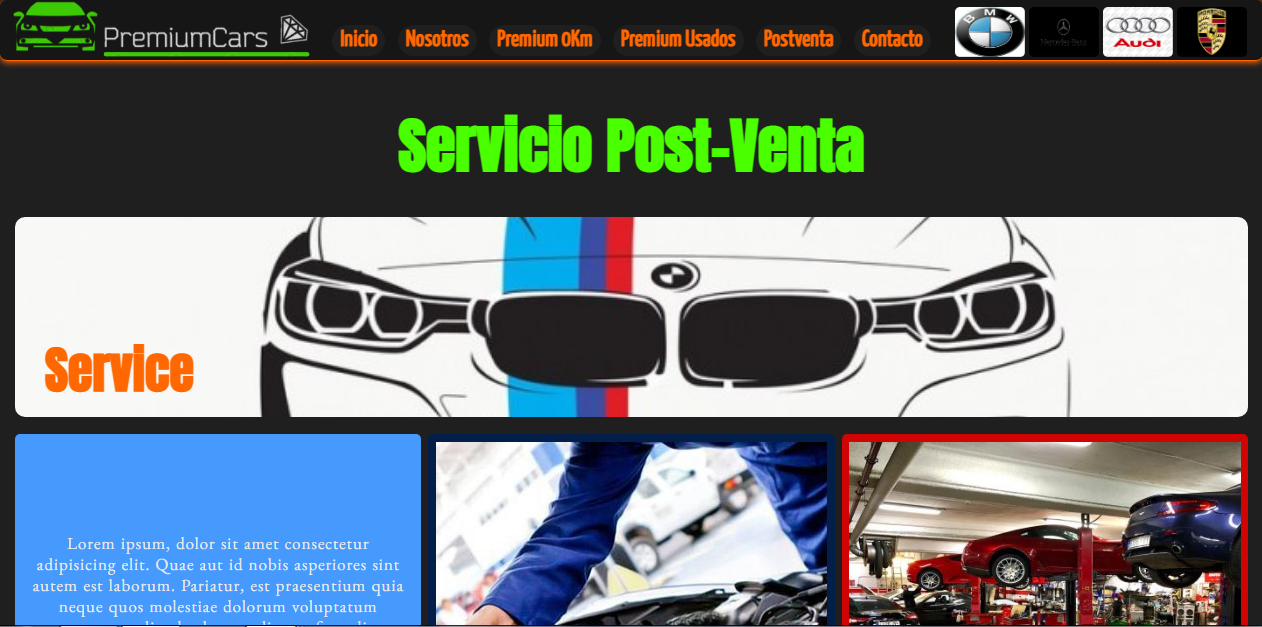 PremiumCars
Inicio
Nosotros
Premium 0Km
Premium Usados
Postventa
Contacto
BMW
Mercedes-Benz
Audi
Servicio Post-Venta
Service
Lorem ipsum, dolor sit amet consectetur
adipisicing elit. Quae aut id nobis asperiores sint
autem est laborum. Pariatur, est praesentium quia
neque quos molestiae dolorum voluptatum